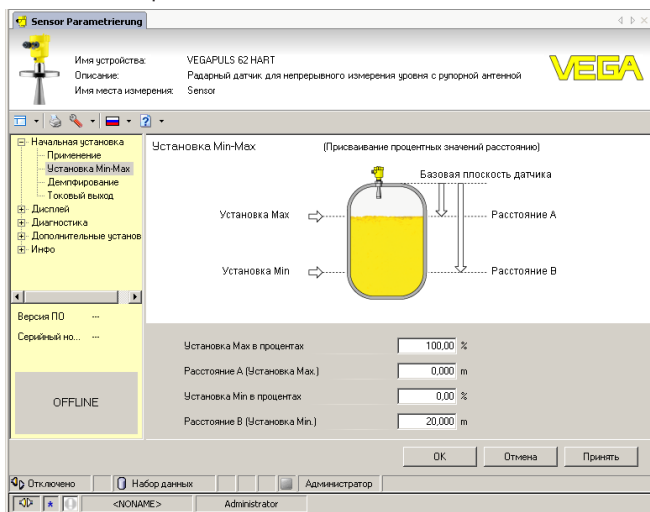 Sensor Parametrierung
Имя устройства: VEGAPULS 62 HART
Описание: Радарный датчик для непрерывного измерения уровня с рупорной антенной
Имя места измерения: Sensor
VEGA
Начальная установка
Применение
Установка Min-Max
Демпфирование
Токовый выход
Дисплей
Диагностика
Дополнительные установ
Инфо
Версия ПО ---
Серийный но... ---
OFFLINE
Установка Min-Max (Присваивание процентных значений расстоянию)
Базовая плоскость датчика
Установка Max
Расстояние A
Установка Min
Расстояние B
Установка Max в процентах 100,00 %
Расстояние A (Установка Max.) 0,000 m
Установка Min в процентах 0,00 %
Расстояние B (Установка Min.) 20,000 m
OK Отмена Принять
Отключено Набор данных Администратор
<NONAME> Administrator